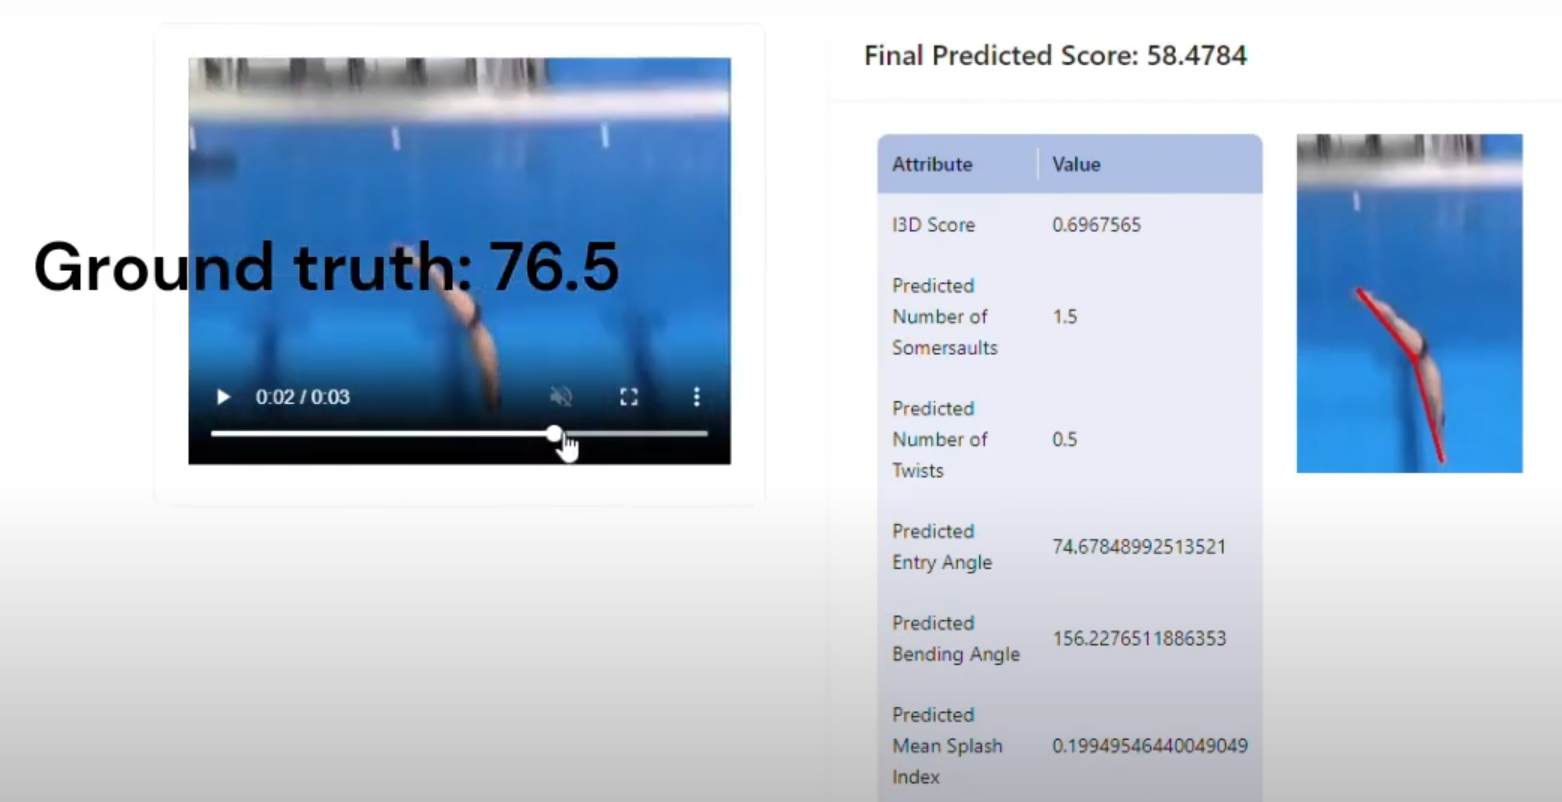 Final Predicted Score: 58.4784
Attribute Value
I3D Score 0.6967565
Predicted
Number of 1.5
Somersaults
Predicted
Number of 0.5
Twists
Predicted 74.67848992513521
Entry Angle
Predicted 156.2276511886353
Bending Angle
Predicted
Mean Splash 0.19949546440049049
Index
Ground truth: 76.5
0:02 / 0:03